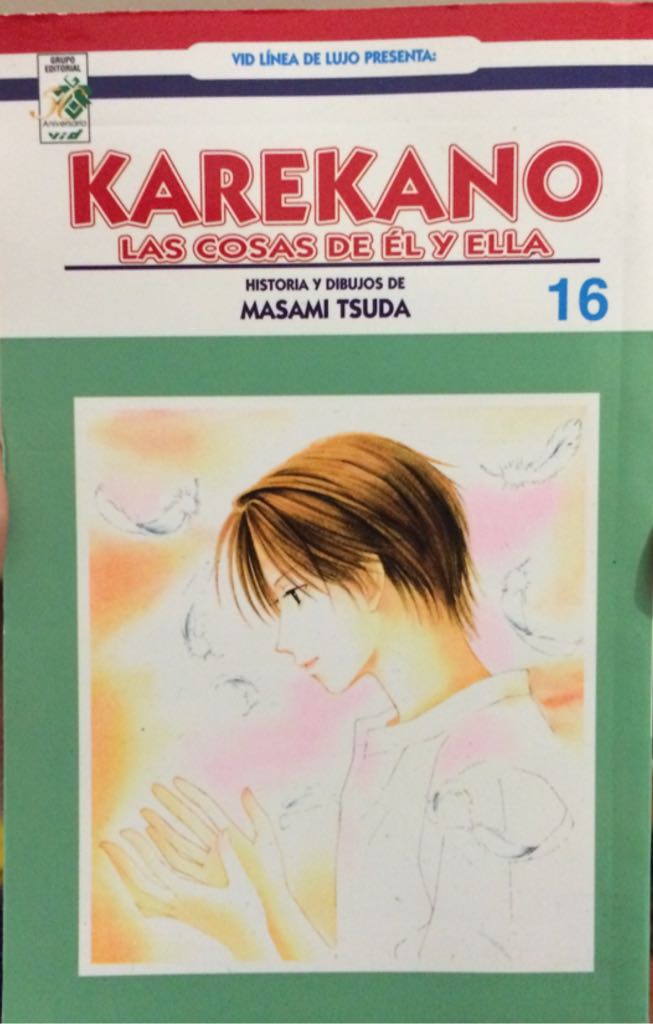 VID LÍNEA DE LUJO PRESENTA:
GRUPO
EDITORIAL
Aniversario
vid
KAREKANO
LAS COSAS DE ÉL Y ELLA
HISTORIA Y DIBUJOS DE
MASAMI TSUDA
16